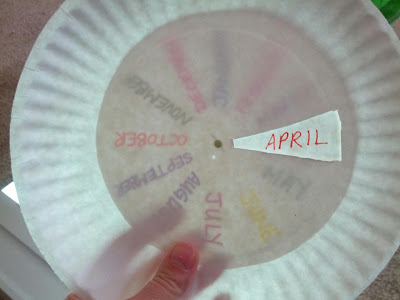 APRIL
JUNE
JULY
AUGUST
SEPTEMBER
OCTOBER
NOVEMBER
DECEMBER